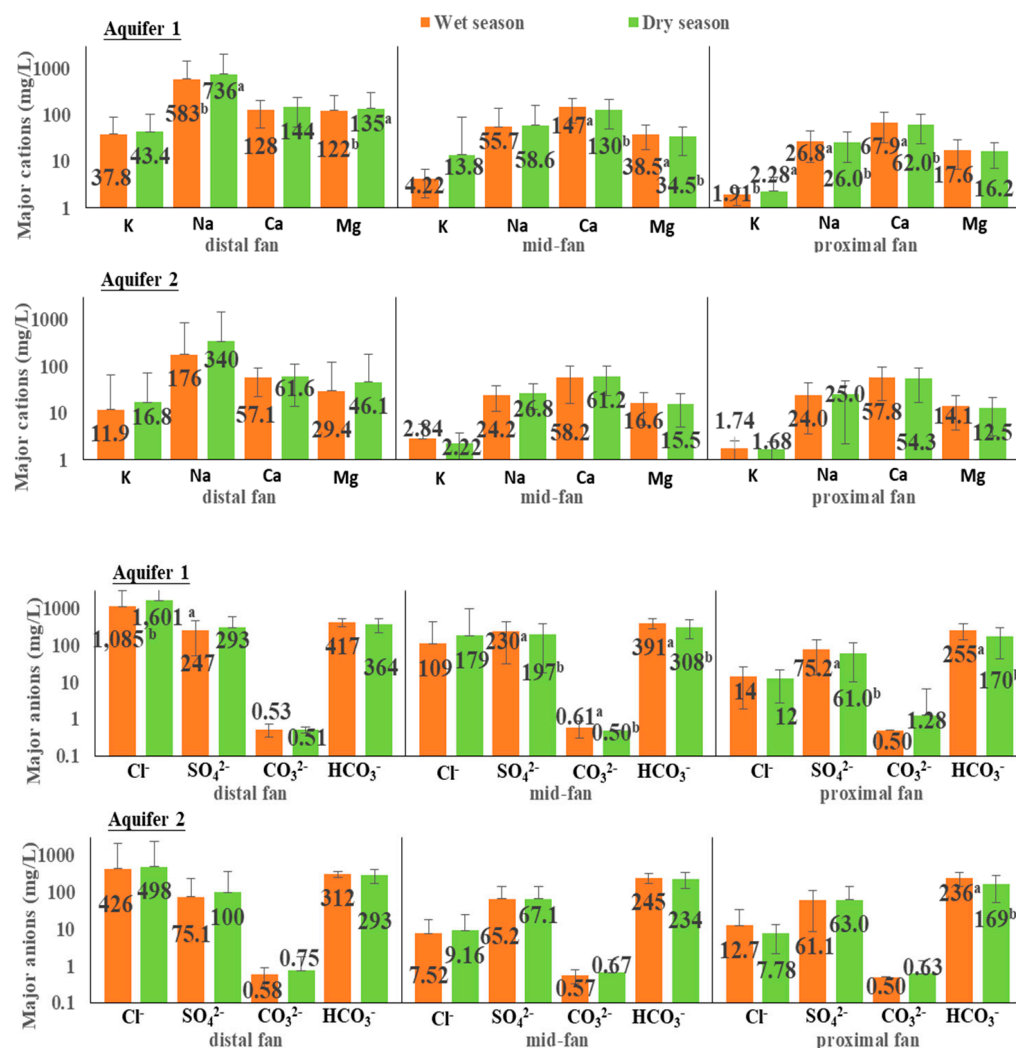 Aquifer 1
Wet season
Dry season
Major cations (mg/L)
1000
100
10
1
37.8
43.4
583ᵇ
736ᵃ
128
144
122ᵇ
135ᵃ
4.22
13.8
55.7
58.6
147ᵃ
130ᵇ
38.5ᵃ
34.5ᵇ
1.91ᵇ
2.28ᵃ
26.8ᵃ
26.0ᵇ
67.9ᵃ
62.0ᵇ
17.6
16.2
K Na Ca Mg K Na Ca Mg K Na Ca Mg
distal fan mid-fan proximal fan
Aquifer 2
Major cations (mg/L)
1000
100
10
1
11.9
16.8
176
340
57.1
61.6
29.4
46.1
2.84
2.22
24.2
26.8
58.2
61.2
16.6
15.5
1.74
1.68
24.0
25.0
57.8
54.3
14.1
12.5
K Na Ca Mg K Na Ca Mg K Na Ca Mg
distal fan mid-fan proximal fan
Aquifer 1
Major anions (mg/L)
1000
100
10
1
0.1
1,085ᵇ
1,601ᵃ
247
293
0.53
0.51
417
364
109
179
230ᵃ
197ᵇ
0.61ᵃ
0.50ᵇ
391ᵃ
308ᵇ
14
12
75.2ᵃ
61.0ᵇ
0.50
1.28
255ᵃ
170ᵇ
Cl⁻ SO₄²⁻ CO₃²⁻ HCO₃⁻ Cl⁻ SO₄²⁻ CO₃²⁻ HCO₃⁻ Cl⁻ SO₄²⁻ CO₃²⁻ HCO₃⁻
distal fan mid-fan proximal fan
Aquifer 2
Major anions (mg/L)
1000
100
10
1
0.1
426
498
75.1
100
0.58
0.75
312
293
7.52
9.16
65.2
67.1
0.57
0.67
245
234
12.7
7.78
61.1
63.0
0.50
0.63
236ᵃ
169ᵇ
Cl⁻ SO₄²⁻ CO₃²⁻ HCO₃⁻ Cl⁻ SO₄²⁻ CO₃²⁻ HCO₃⁻ Cl⁻ SO₄²⁻ CO₃²⁻ HCO₃⁻
distal fan mid-fan proximal fan